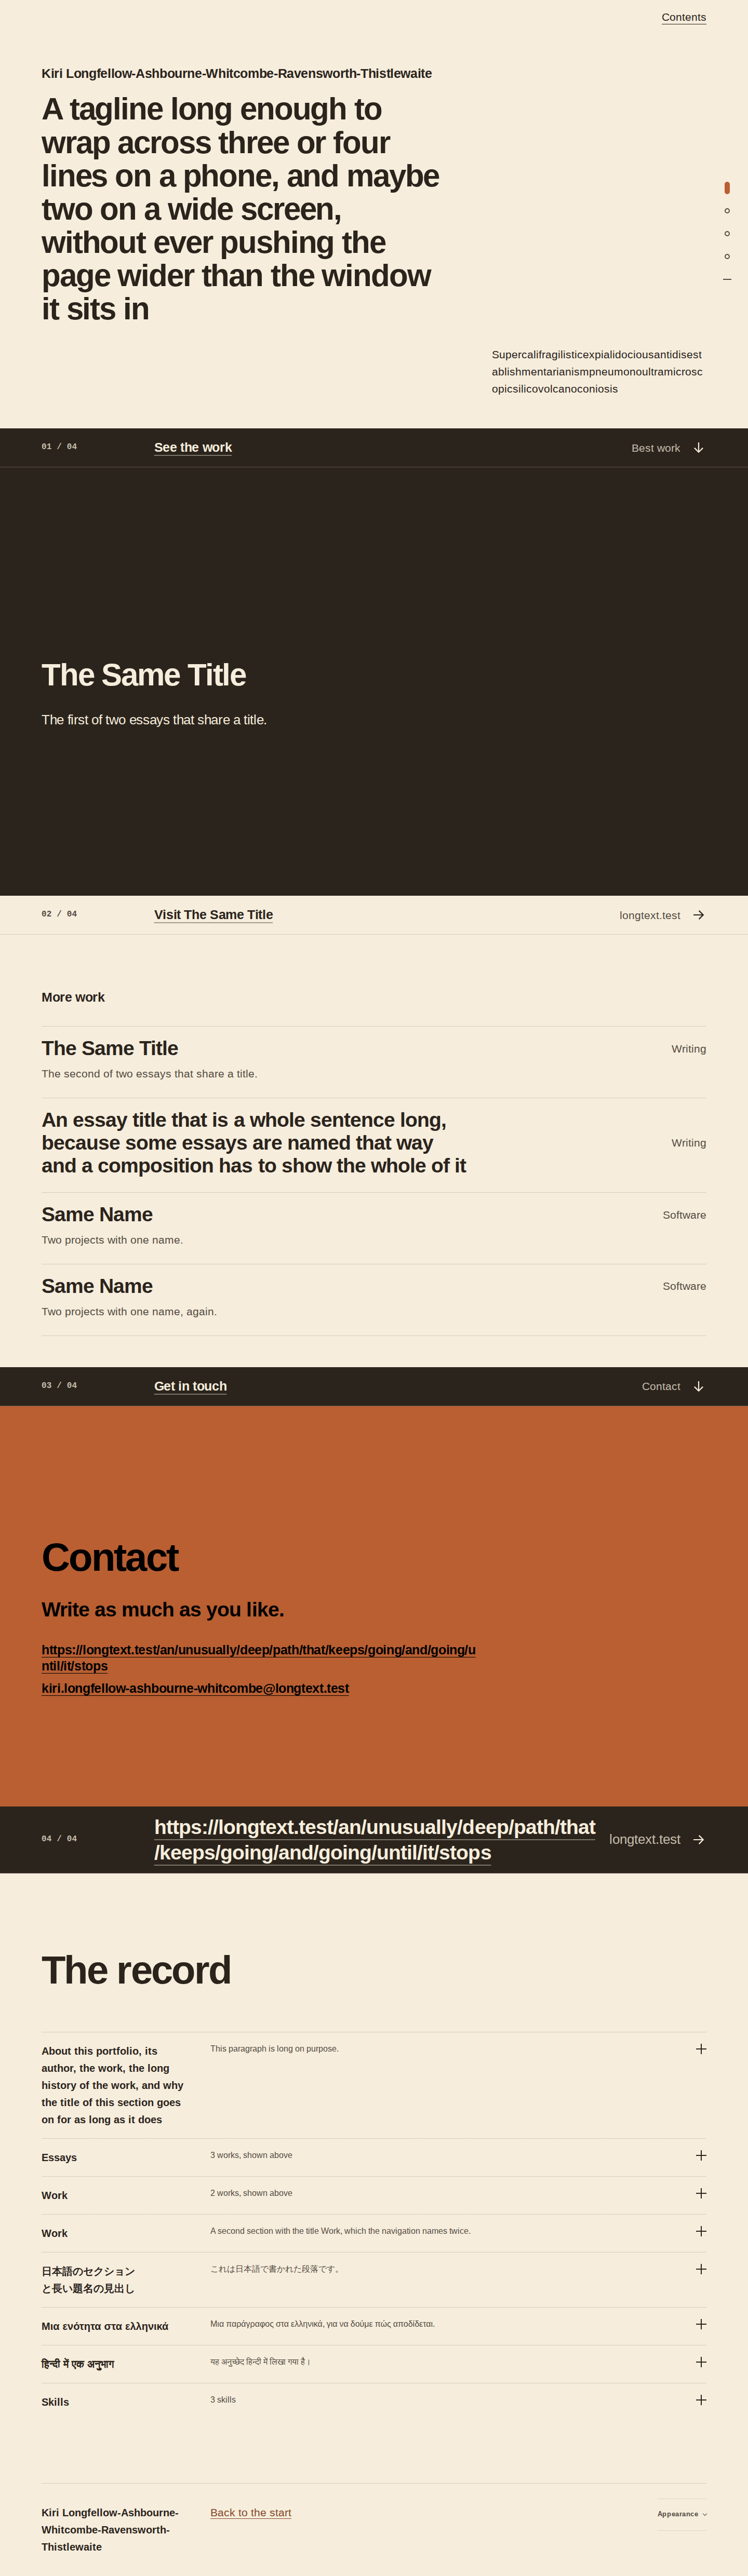 Contents
Kiri Longfellow-Ashbourne-Whitcombe-Ravensworth-Thistlewaite
A tagline long enough to
wrap across three or four
lines on a phone, and maybe
two on a wide screen,
without ever pushing the
page wider than the window
it sits in
Supercalifragilisticexpialidociousantidisest
ablishmentarianismpneumonoultramicrosc
opicsilicovolcanoconiosis
01 / 04
See the work
Best work
The Same Title
The first of two essays that share a title.
02 / 04
Visit The Same Title
longtext.test
More work
The Same Title
Writing
The second of two essays that share a title.
An essay title that is a whole sentence long,
because some essays are named that way
Writing
and a composition has to show the whole of it
Same Name
Software
Two projects with one name.
Same Name
Software
Two projects with one name, again.
03 / 04
Get in touch
Contact
Contact
Write as much as you like.
https://longtext.test/an/unusually/deep/path/that/keeps/going/and/going/u
ntil/it/stops
kiri.longfellow-ashbourne-whitcombe@longtext.test
04 / 04
https://longtext.test/an/unusually/deep/path/that
/keeps/going/and/going/until/it/stops
longtext.test
The record
About this portfolio, its
author, the work, the long
history of the work, and why
the title of this section goes
on for as long as it does
This paragraph is long on purpose.
Essays
3 works, shown above
Work
2 works, shown above
Work
A second section with the title Work, which the navigation names twice.
日本語のセクション
と長い題名の見出し
これは日本語で書かれた段落です。
Μια ενότητα στα ελληνικά
Μια παράγραφος στα ελληνικά, για να δούμε πώς αποδίδεται.
हिन्दी में एक अनुभाग
यह अनुच्छेद हिन्दी में लिखा गया है।
Skills
3 skills
Kiri Longfellow-Ashbourne-
Whitcombe-Ravensworth-
Thistlewaite
Back to the start
Appearance